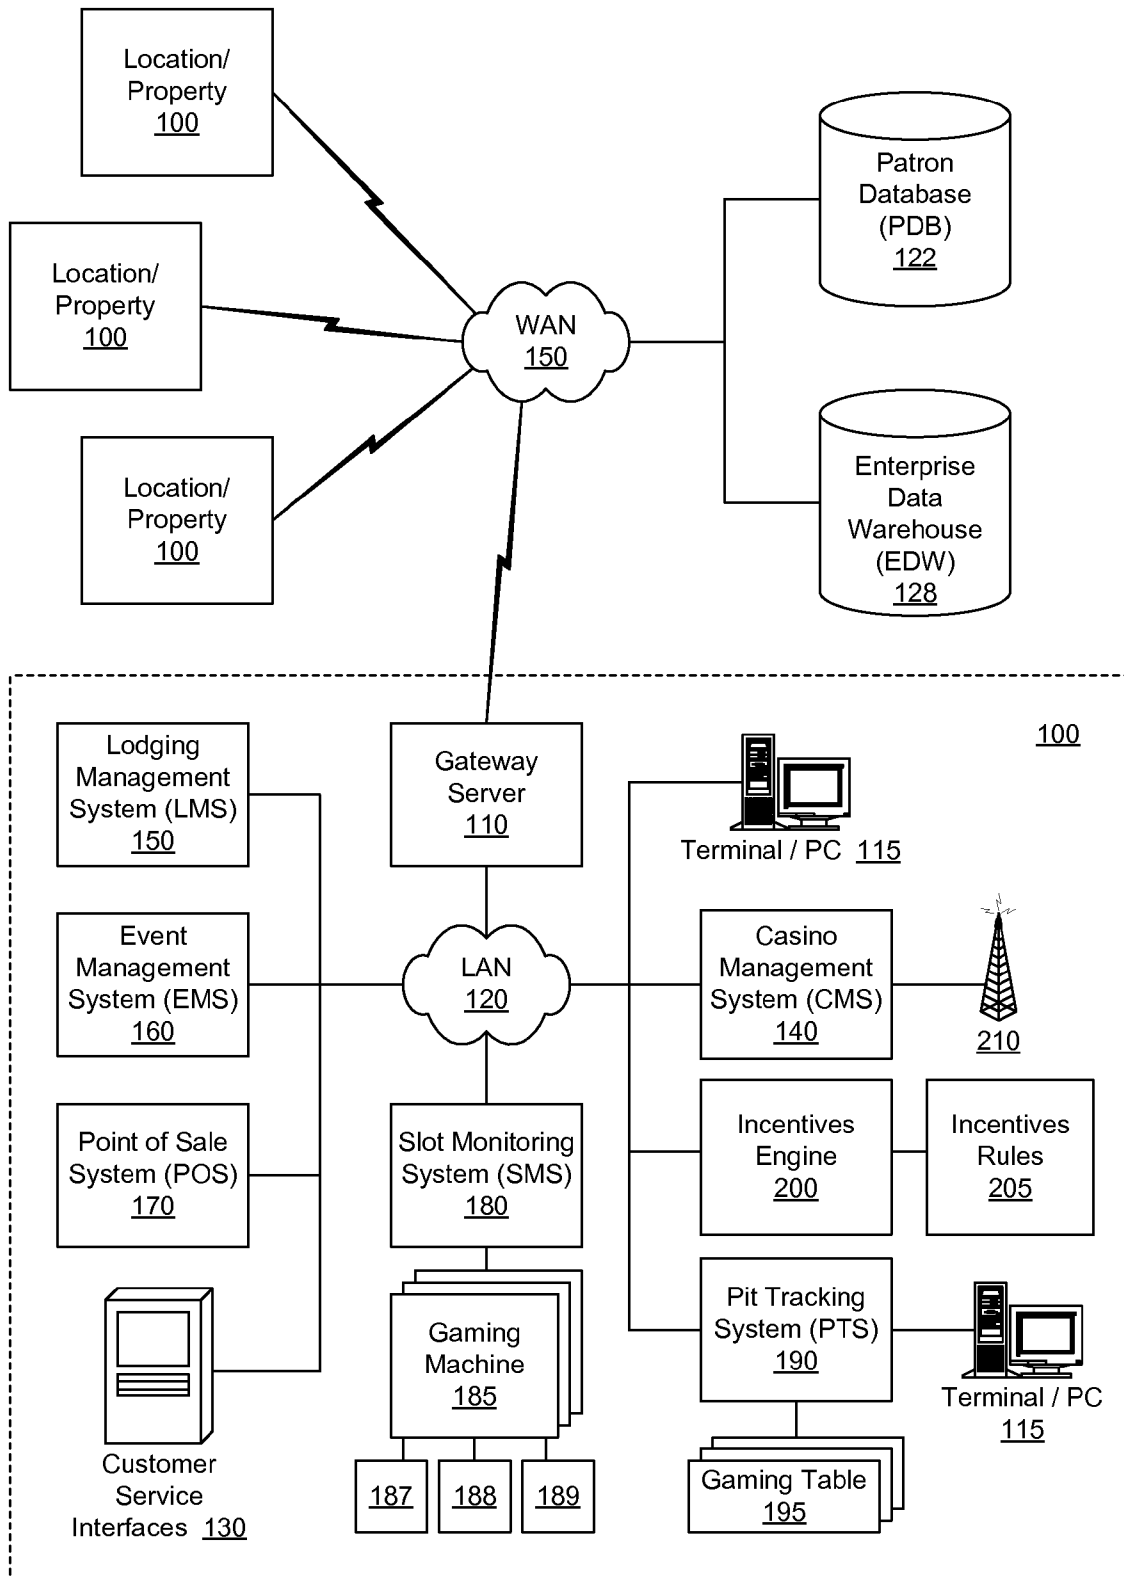 Location/
Property
100
Location/
Property
100
Location/
Property
100
WAN
150
Patron
Database
(PDB)
122
Enterprise
Data
Warehouse
(EDW)
128
100
Lodging
Management
System (LMS)
150
Gateway
Server
110
Terminal / PC 115
Event
Management
System (EMS)
160
LAN
120
Casino
Management
System (CMS)
140
210
Point of Sale
System (POS)
170
Slot Monitoring
System (SMS)
180
Incentives
Engine
200
Incentives
Rules
205
Customer
Service
Interfaces 130
Gaming
Machine
185
187
188
189
Pit Tracking
System (PTS)
190
Terminal / PC
115
Gaming Table
195